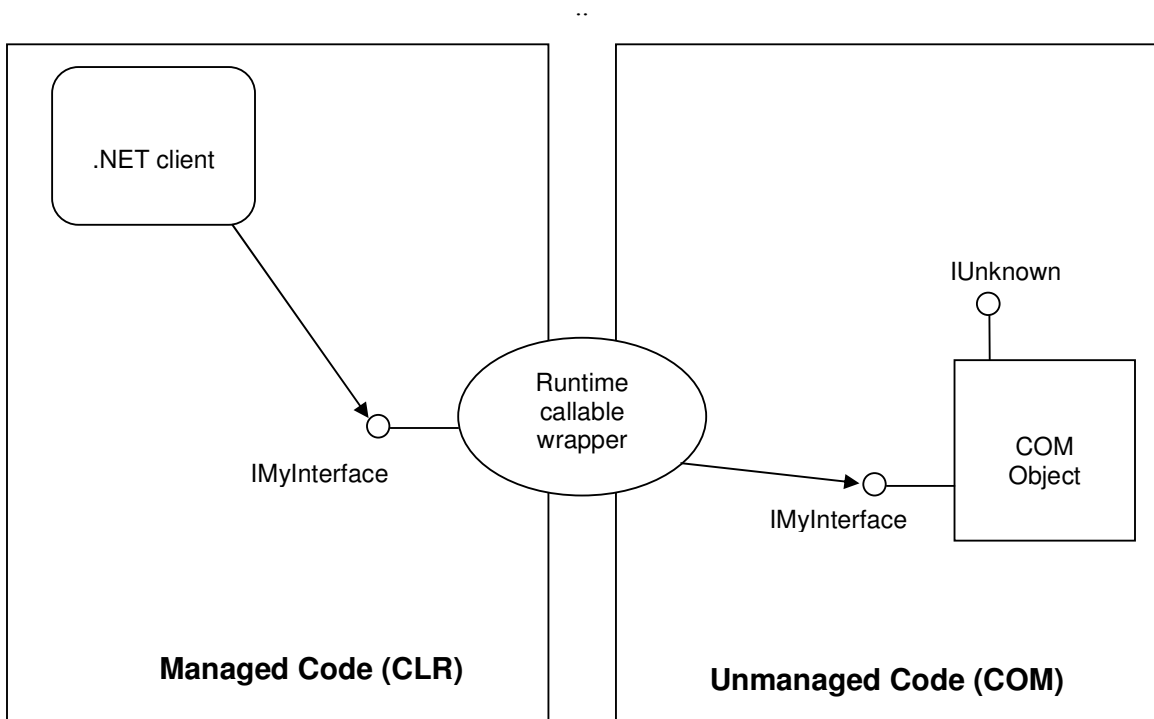 ..
.NET client
IUnknown
Runtime
callable
wrapper
COM
Object
IMyInterface
IMyInterface
Managed Code (CLR)
Unmanaged Code (COM)